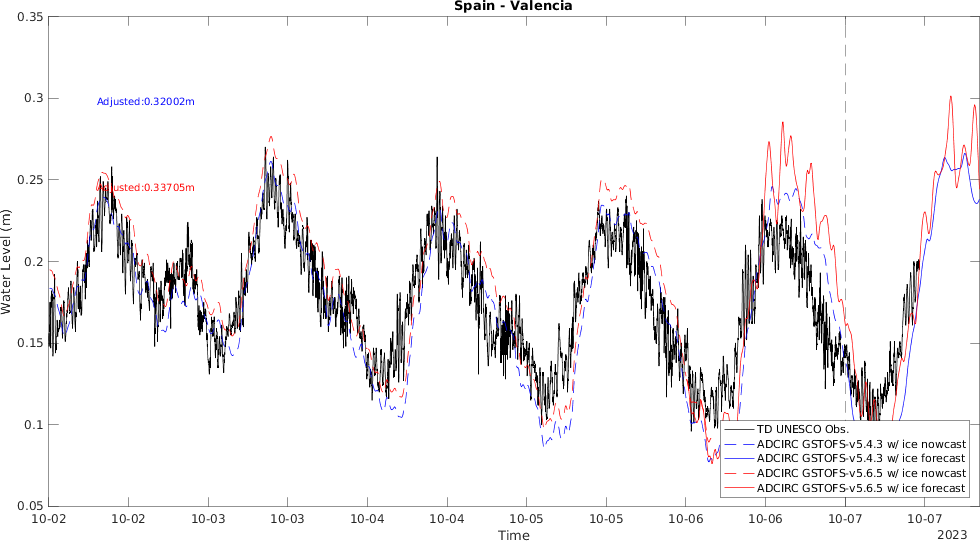 Spain - Valencia
0.35
0.3
0.25
0.2
0.15
0.1
0.05
Water Level (m)
Adjusted:0.32002m
Adjusted:0.33705m
TD UNESCO Obs.
ADCIRC GSTOFS-v5.4.3 w/ ice nowcast
ADCIRC GSTOFS-v5.4.3 w/ ice forecast
ADCIRC GSTOFS-v5.6.5 w/ ice nowcast
ADCIRC GSTOFS-v5.6.5 w/ ice forecast
10-02 10-02 10-03 10-03 10-04 10-04 10-05 10-05 10-06 10-06 10-07 10-07
Time
2023